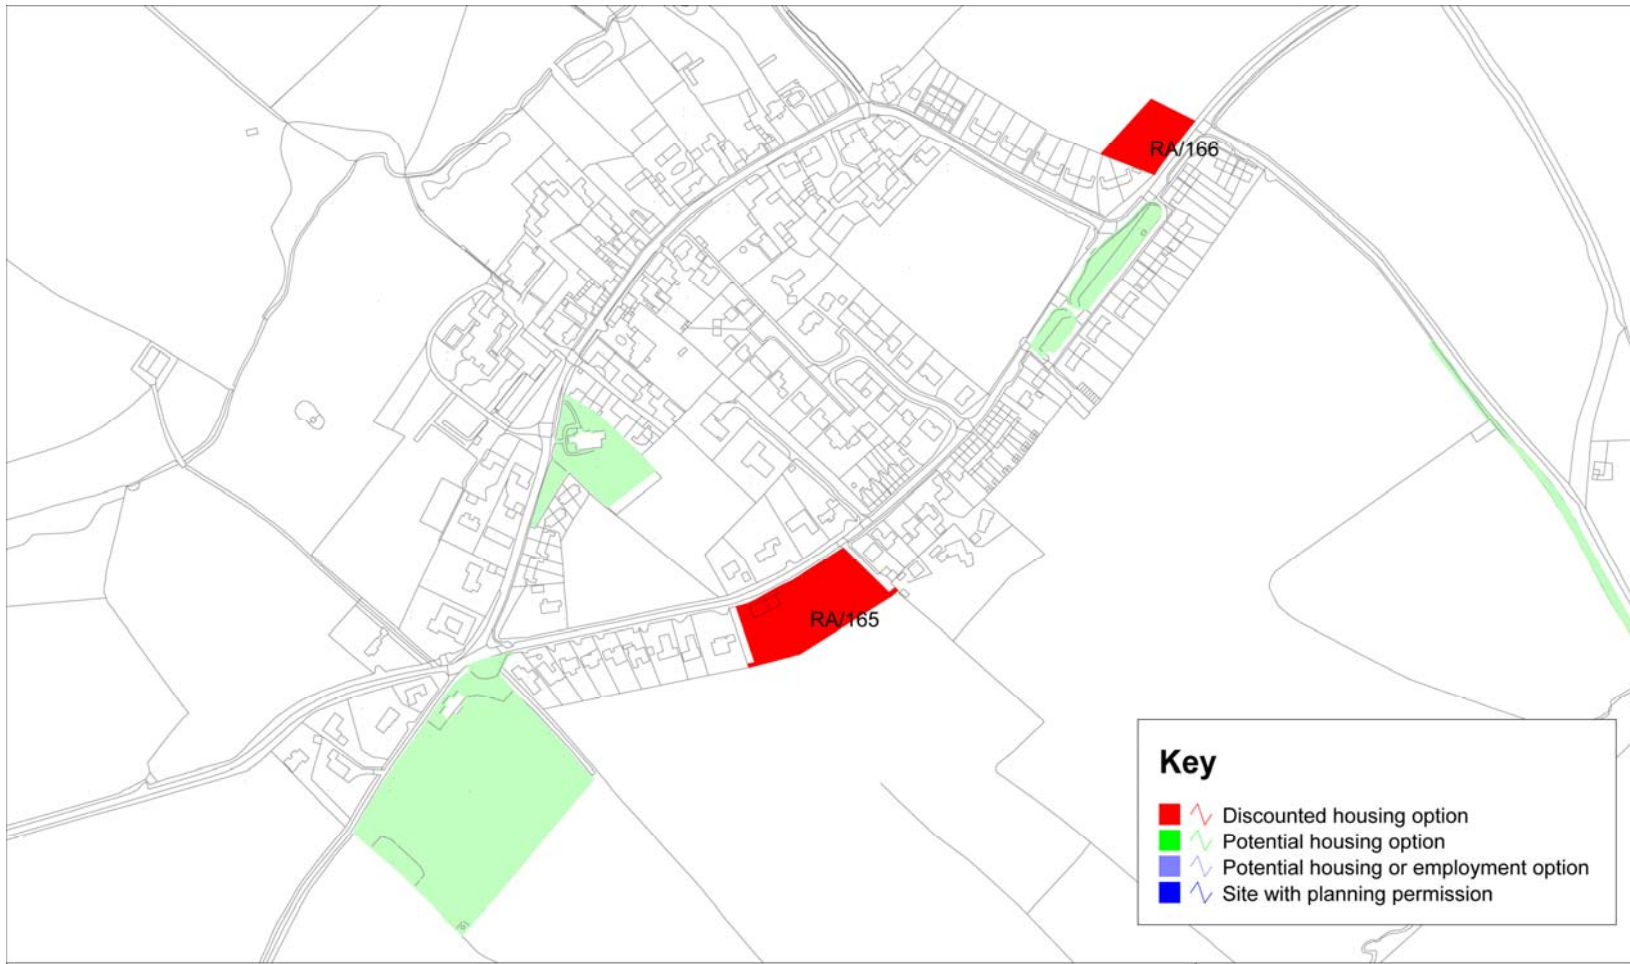 RA/166
RA/165
Key
Discounted housing option
Potential housing option
Potential housing or employment option
Site with planning permission